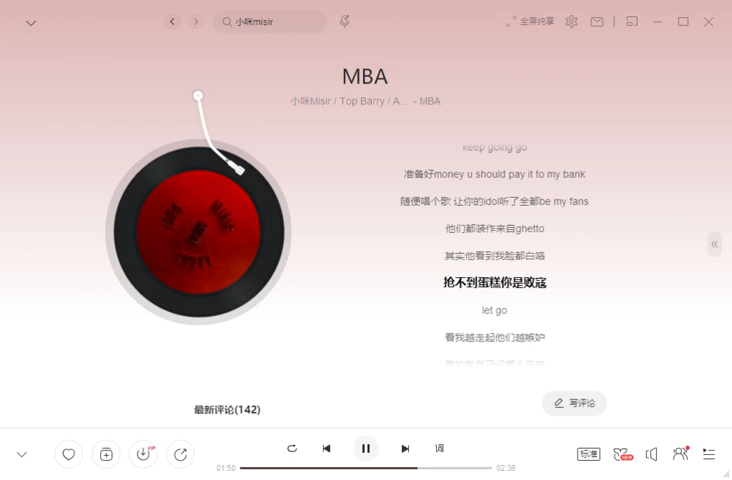 小咪misir
全屏纯享
MBA
小咪Misir / Top Barry / A... - MBA
keep going go
准备好money u should pay it to my bank
随便唱个歌 让你的idol听了全都be my fans
他们都装作来自ghetto
其实他看到我脸都白咯
抢不到蛋糕你是败寇
let go
看我越走起他们越嫉妒
最新评论(142)
写评论
VIP
词
标准
NEW
01:50
02:36